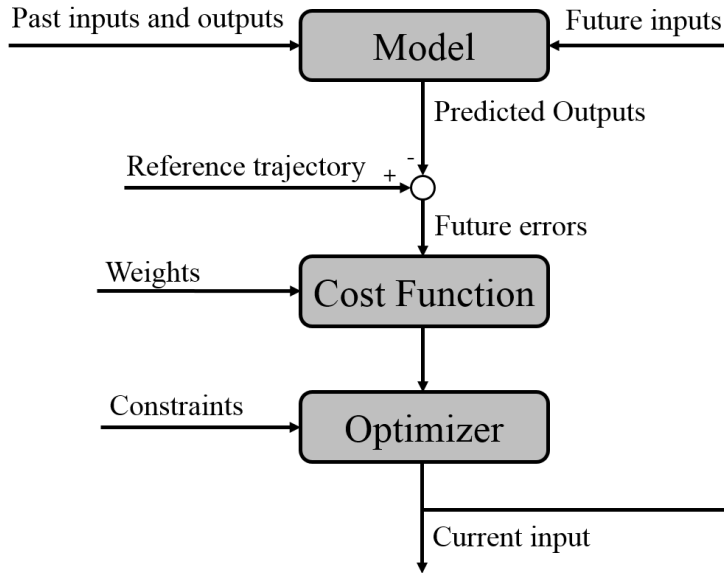 Past inputs and outputs
Model
Future inputs
Predicted Outputs
-
Reference trajectory
+
Future errors
Weights
Cost Function
Constraints
Optimizer
Current input